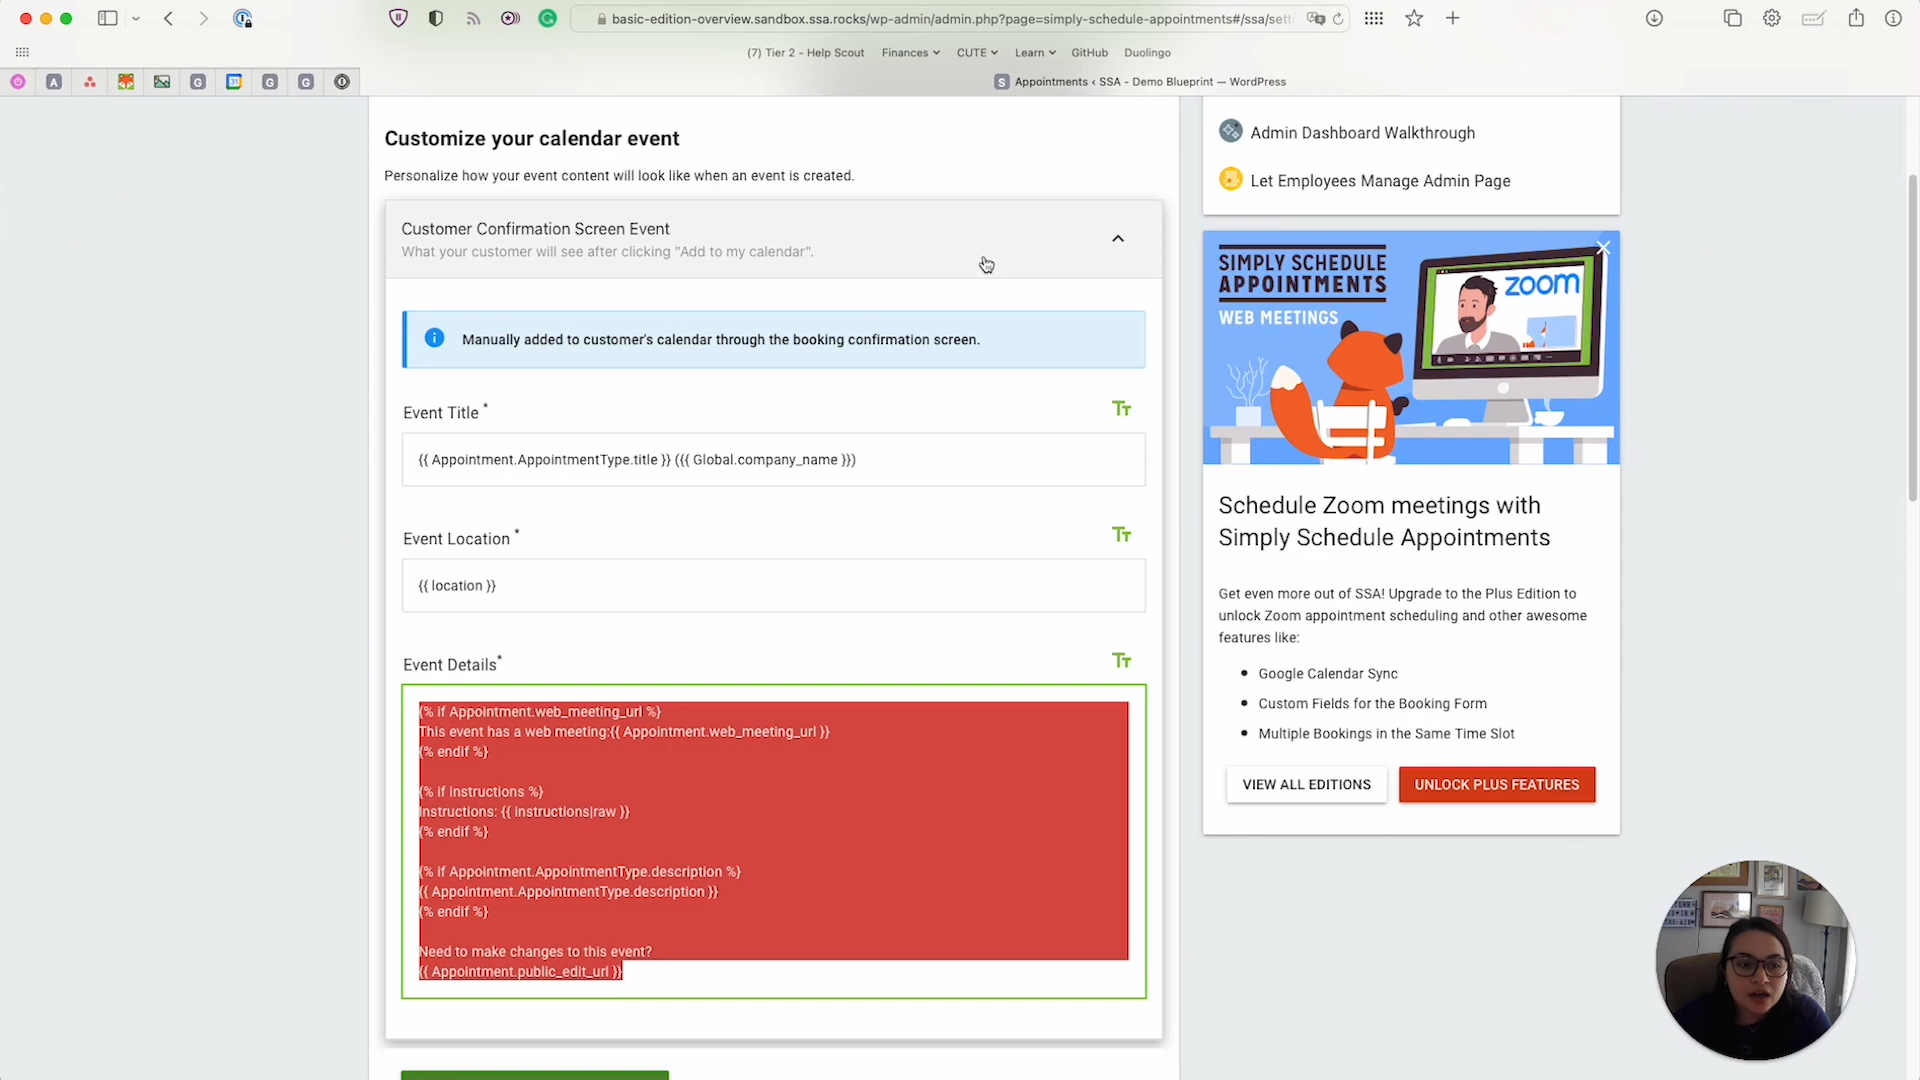 basic-edition-overview.sandbox.ssa.rocks/wp-admin/admin.php?page=simply-schedule-appointments#/ssa/sett
(7) Tier 2 - Help Scout
Finances
CUTE
Learn
GitHub
Duolingo
Appointments ‹ SSA - Demo Blueprint — WordPress
Customize your calendar event
Personalize how your event content will look like when an event is created.
Customer Confirmation Screen Event
What your customer will see after clicking "Add to my calendar".
Manually added to customer's calendar through the booking confirmation screen.
Event Title *
{{ Appointment.AppointmentType.title }} ({{ Global.company_name }})
Event Location *
{{ location }}
Event Details*
{% if Appointment.web_meeting_url %}
This event has a web meeting:{{ Appointment.web_meeting_url }}
{% endif %}
{% if instructions %}
Instructions: {{ instructions|raw }}
{% endif %}
{% if Appointment.AppointmentType.description %}
{{ Appointment.AppointmentType.description }}
{% endif %}
Need to make changes to this event?
{{ Appointment.public_edit_url }}
Admin Dashboard Walkthrough
Let Employees Manage Admin Page
SIMPLY SCHEDULE
APPOINTMENTS
WEB MEETINGS
zoom
Schedule Zoom meetings with
Simply Schedule Appointments
Get even more out of SSA! Upgrade to the Plus Edition to
unlock Zoom appointment scheduling and other awesome
features like:
Google Calendar Sync
Custom Fields for the Booking Form
Multiple Bookings in the Same Time Slot
VIEW ALL EDITIONS
UNLOCK PLUS FEATURES